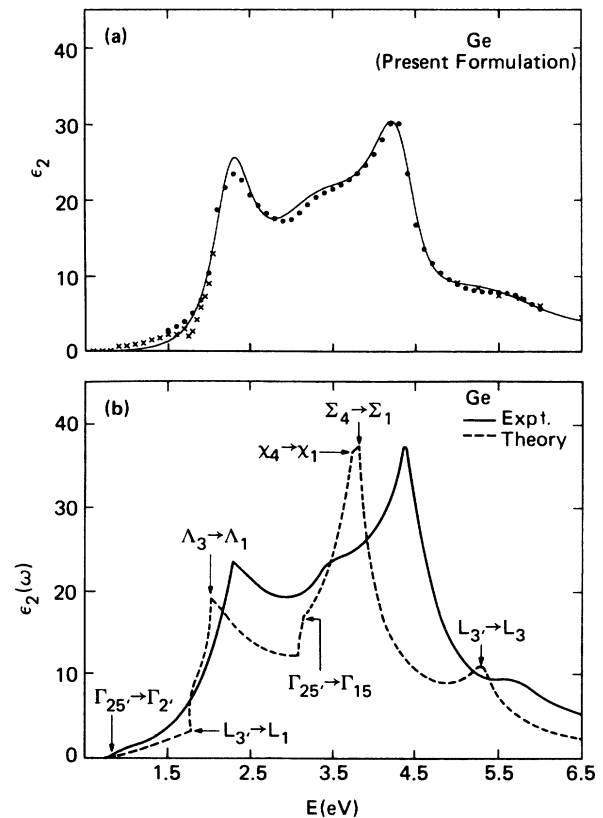 (a)
Ge
(Present Formulation)
40
30
20
10
0
ϵ₂
(b)
Ge
Expt.
Theory
Σ₄→Σ₁
χ₄→χ₁
Λ₃→Λ₁
L₃'→L₃
Γ₂₅'→Γ₁₅
Γ₂₅'→Γ₂'
L₃'→L₁
40
30
20
10
0
ϵ₂(ω)
1.5 2.5 3.5 4.5 5.5 6.5
E(eV)